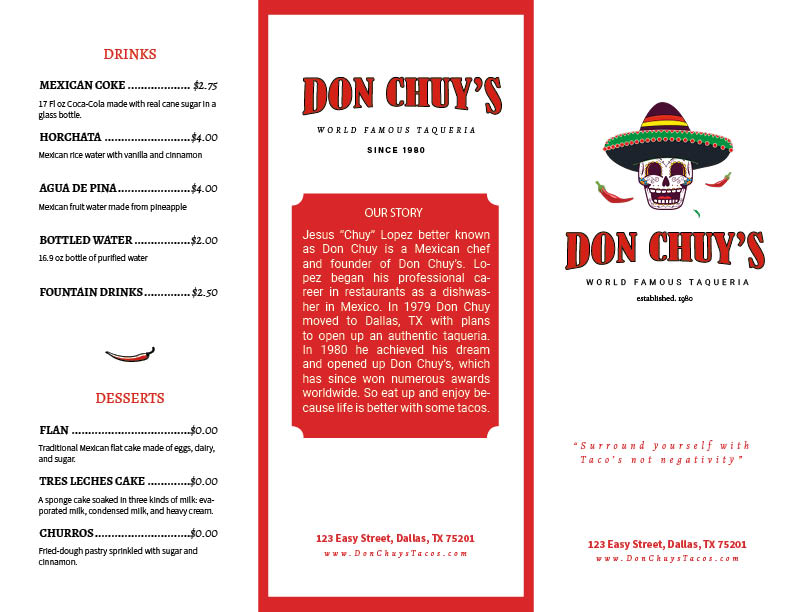 DRINKS
MEXICAN COKE ................... $2.75
17 Fl oz Coca-Cola made with real cane sugar in a
glass bottle.
HORCHATA ..........................$4.00
Mexican rice water with vanilla and cinnamon
AGUA DE PINA......................$4.00
Mexican fruit water made from pineapple
BOTTLED WATER .................$2.00
16.9 oz bottle of purified water
FOUNTAIN DRINKS..............$2.50
DESSERTS
FLAN ....................................$0.00
Traditional Mexican flat cake made of eggs, dairy,
and sugar.
TRES LECHES CAKE .............$0.00
A sponge cake soaked in three kinds of milk: eva-
porated milk, condensed milk, and heavy cream.
CHURROS.............................$0.00
Fried-dough pastry sprinkled with sugar and
cinnamon.
DON CHUY'S
WORLD FAMOUS TAQUERIA
SINCE 1980
OUR STORY
Jesus “Chuy” Lopez better known
as Don Chuy is a Mexican chef
and founder of Don Chuy's. Lo-
pez began his professional ca-
reer in restaurants as a dishwas-
her in Mexico. In 1979 Don Chuy
moved to Dallas, TX with plans
to open up an authentic taqueria.
In 1980 he achieved his dream
and opened up Don Chuy's, which
has since won numerous awards
worldwide. So eat up and enjoy be-
cause life is better with some tacos.
123 Easy Street, Dallas, TX 75201
www.DonChuysTacos.com
DON CHUY'S
WORLD FAMOUS TAQUERIA
established. 1980
“Surround yourself with
Taco's not negativity”
123 Easy Street, Dallas, TX 75201
www.DonChuysTacos.com